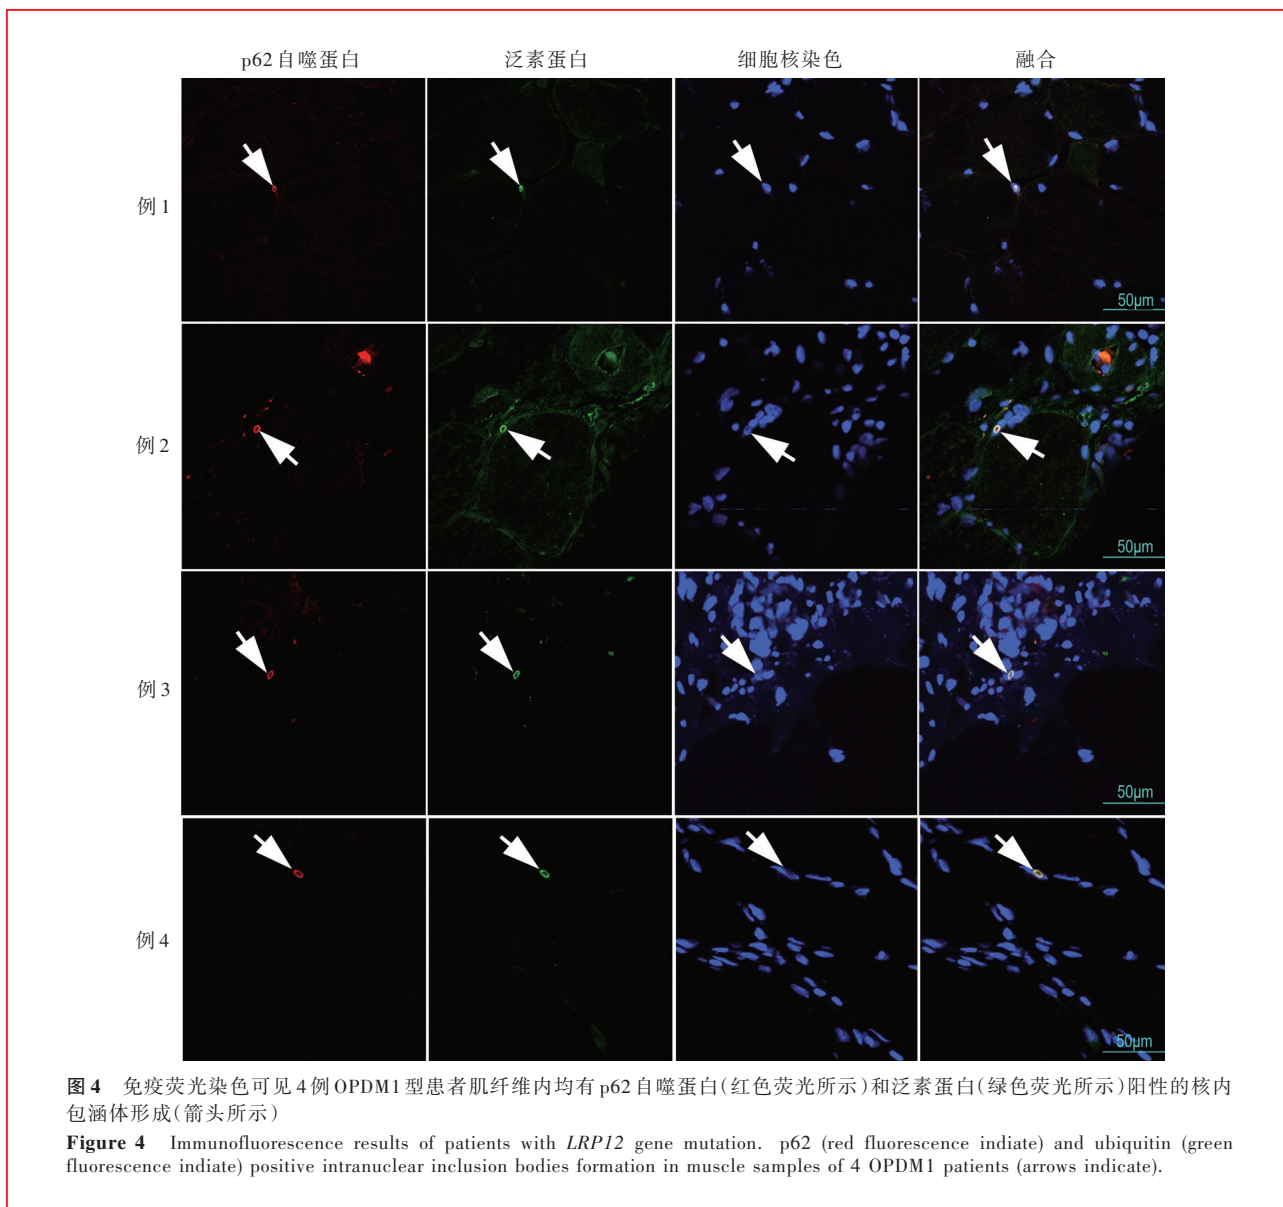 p62自噬蛋白 泛素蛋白 细胞核染色 融合
例1
50μm
例2
50μm
例3
50μm
例4
50μm
图4 免疫荧光染色可见4例OPDM1型患者肌纤维内均有p62自噬蛋白(红色荧光所示)和泛素蛋白(绿色荧光所示)阳性的核内
包涵体形成(箭头所示)
Figure 4 Immunofluorescence results of patients with LRP12 gene mutation. p62 (red fluorescence indiate) and ubiquitin (green
fluorescence indiate) positive intranuclear inclusion bodies formation in muscle samples of 4 OPDM1 patients (arrows indicate).